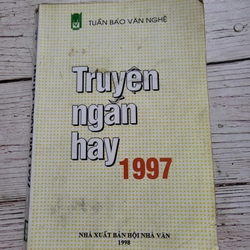 TUẦN BÁO VĂN NGHỆ
Truyện
ngắn
hay
1997
NHÀ XUẤT BẢN HỘI NHÀ VĂN
1998